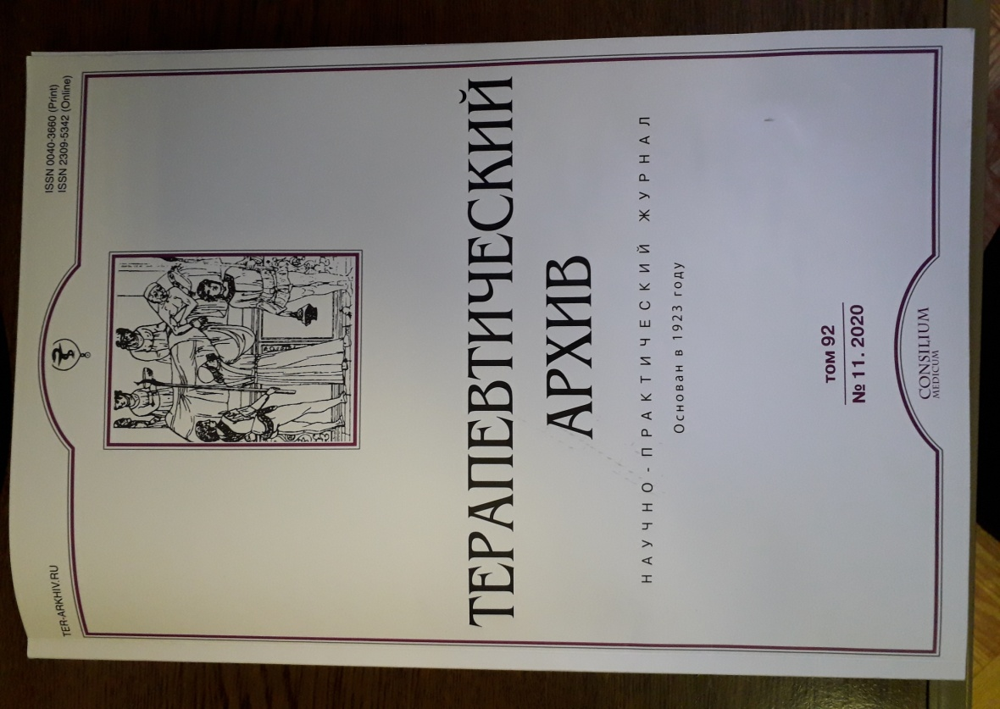 TER-ARKHIV.RU
ISSN 0040-3660 (Print)
ISSN 2309-5342 (Online)
ТЕРАПЕВТИЧЕСКИЙ
АРХИВ
НАУЧНО-ПРАКТИЧЕСКИЙ ЖУРНАЛ
Основан в 1923 году
ТОМ 92
№ 11. 2020
CONSILIUM
MEDICUM